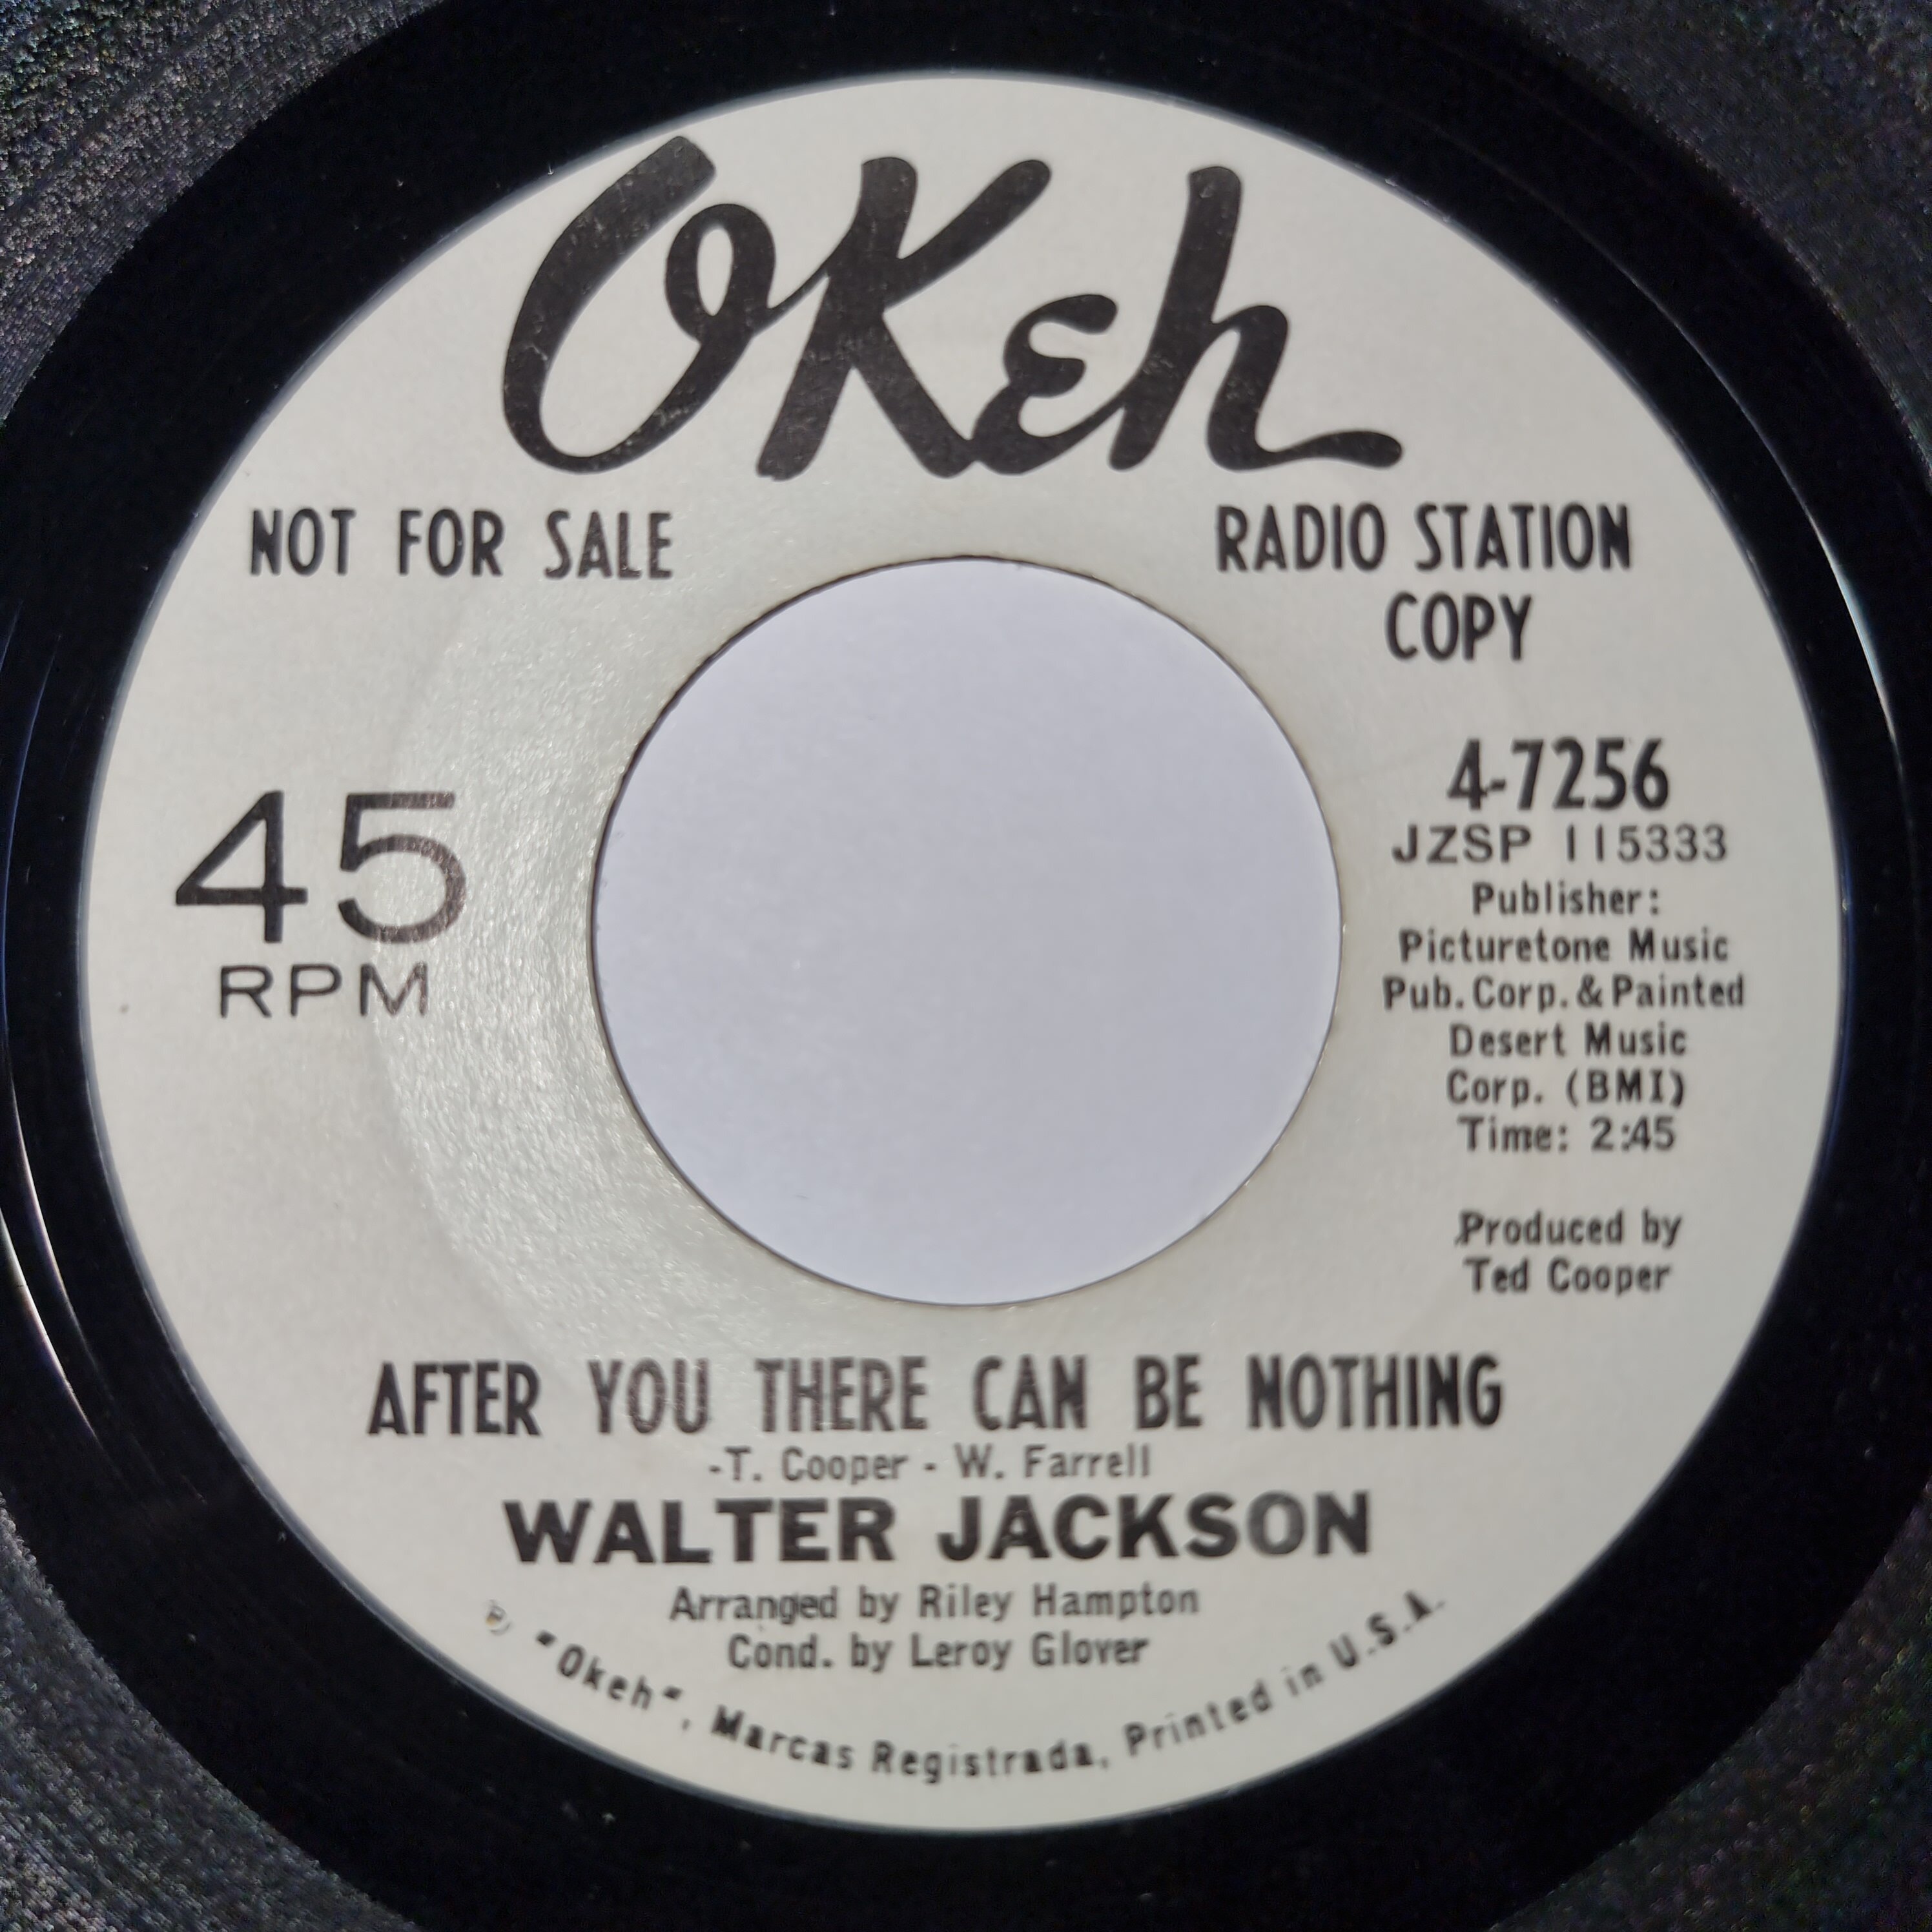 OKeh
NOT FOR SALE
RADIO STATION
COPY
45
RPM
4-7256
JZSP 115333
Publisher:
Picturetone Music
Pub. Corp. & Painted
Desert Music
Corp. (BMI)
Time: 2:45
Produced by
Ted Cooper
AFTER YOU THERE CAN BE NOTHING
-T. Cooper - W. Farrell
WALTER JACKSON
Arranged by Riley Hampton
Cond. by Leroy Glover
® "Okeh", Marcas Registrada. Printed in U.S.A.